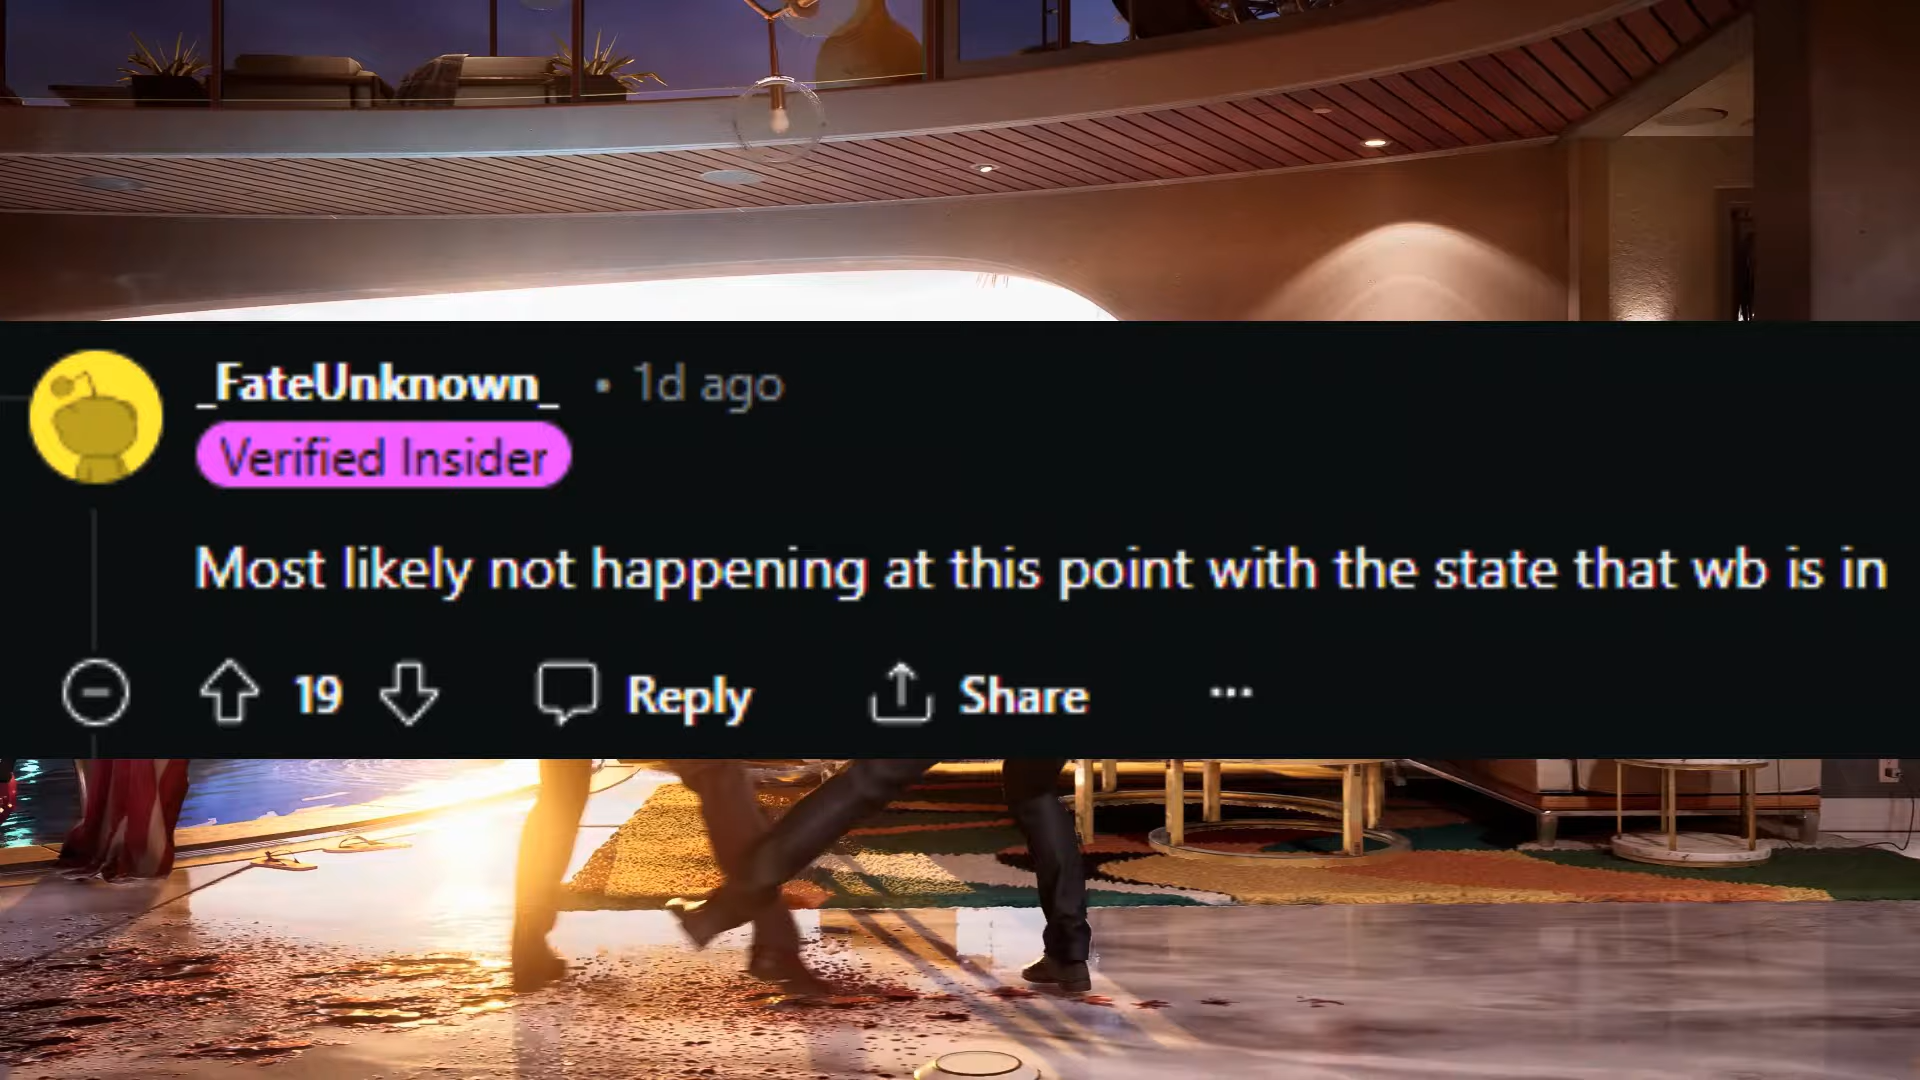 _FateUnknown_ • 1d ago
Verified Insider
Most likely not happening at this point with the state that wb is in
19 Reply Share ...